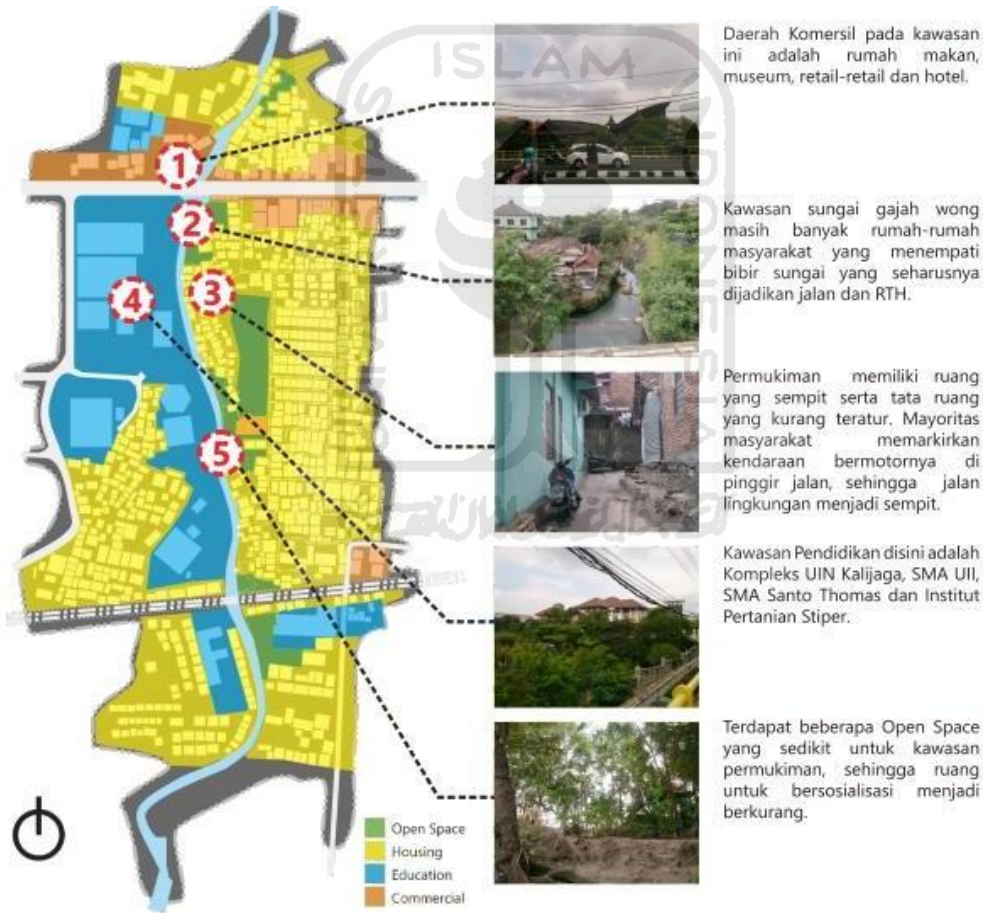 Daerah Komersil pada kawasan
ini adalah rumah makan,
museum, retail-retail dan hotel.
ISLAM
1
Kawasan sungai gajah wong
masih banyak rumah-rumah
masyarakat yang menempati
bibir sungai yang seharusnya
dijadikan jalan dan RTH.
2
3
4
Permukiman memiliki ruang
yang sempit serta tata ruang
yang kurang teratur. Mayoritas
masyarakat memarkirkan
kendaraan bermotornya di
pinggir jalan, sehingga jalan
lingkungan menjadi sempit.
5
Kawasan Pendidikan disini adalah
Kompleks UIN Kalijaga, SMA UII,
SMA Santo Thomas dan Institut
Pertanian Stiper.
Terdapat beberapa Open Space
yang sedikit untuk kawasan
permukiman, sehingga ruang
untuk bersosialisasi menjadi
berkurang.
Open Space
Housing
Education
Commercial